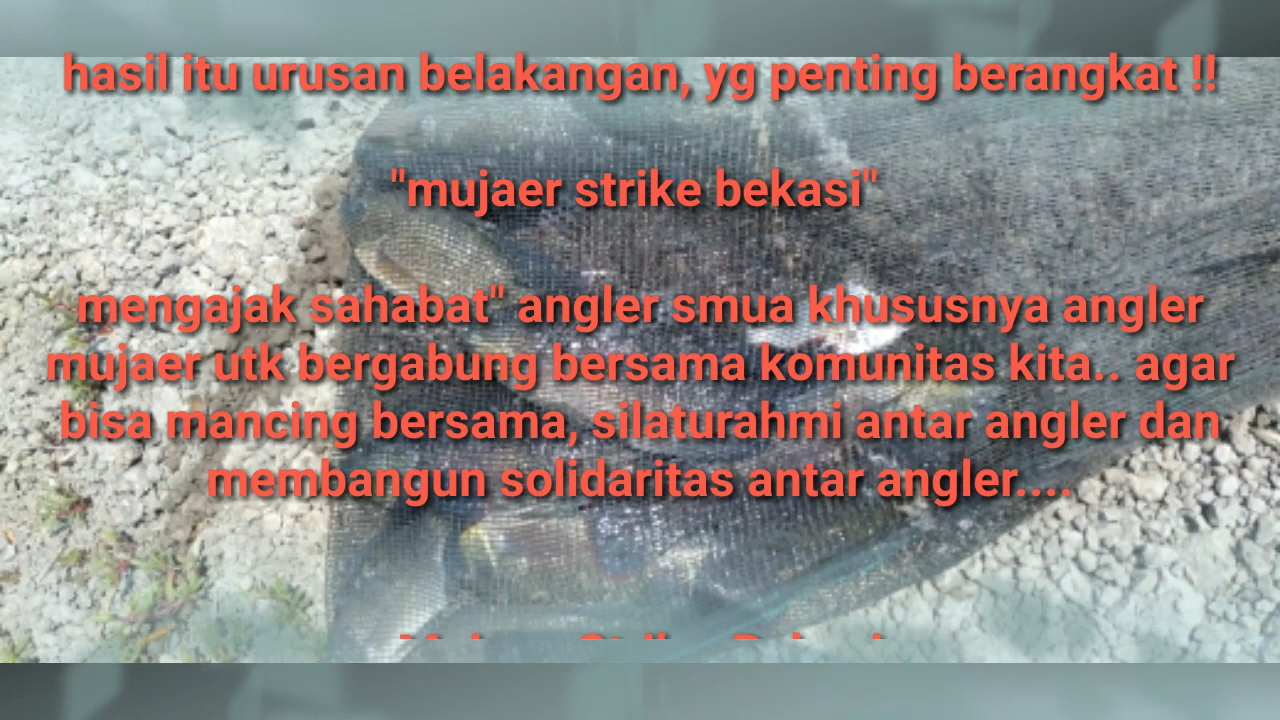 hasil itu urusan belakangan, yg penting berangkat !!
"mujaer strike bekasi"
mengajak sahabat" angler smua khususnya angler
mujaer utk bergabung bersama komunitas kita.. agar
bisa mancing bersama, silaturahmi antar angler dan
membangun solidaritas antar angler....